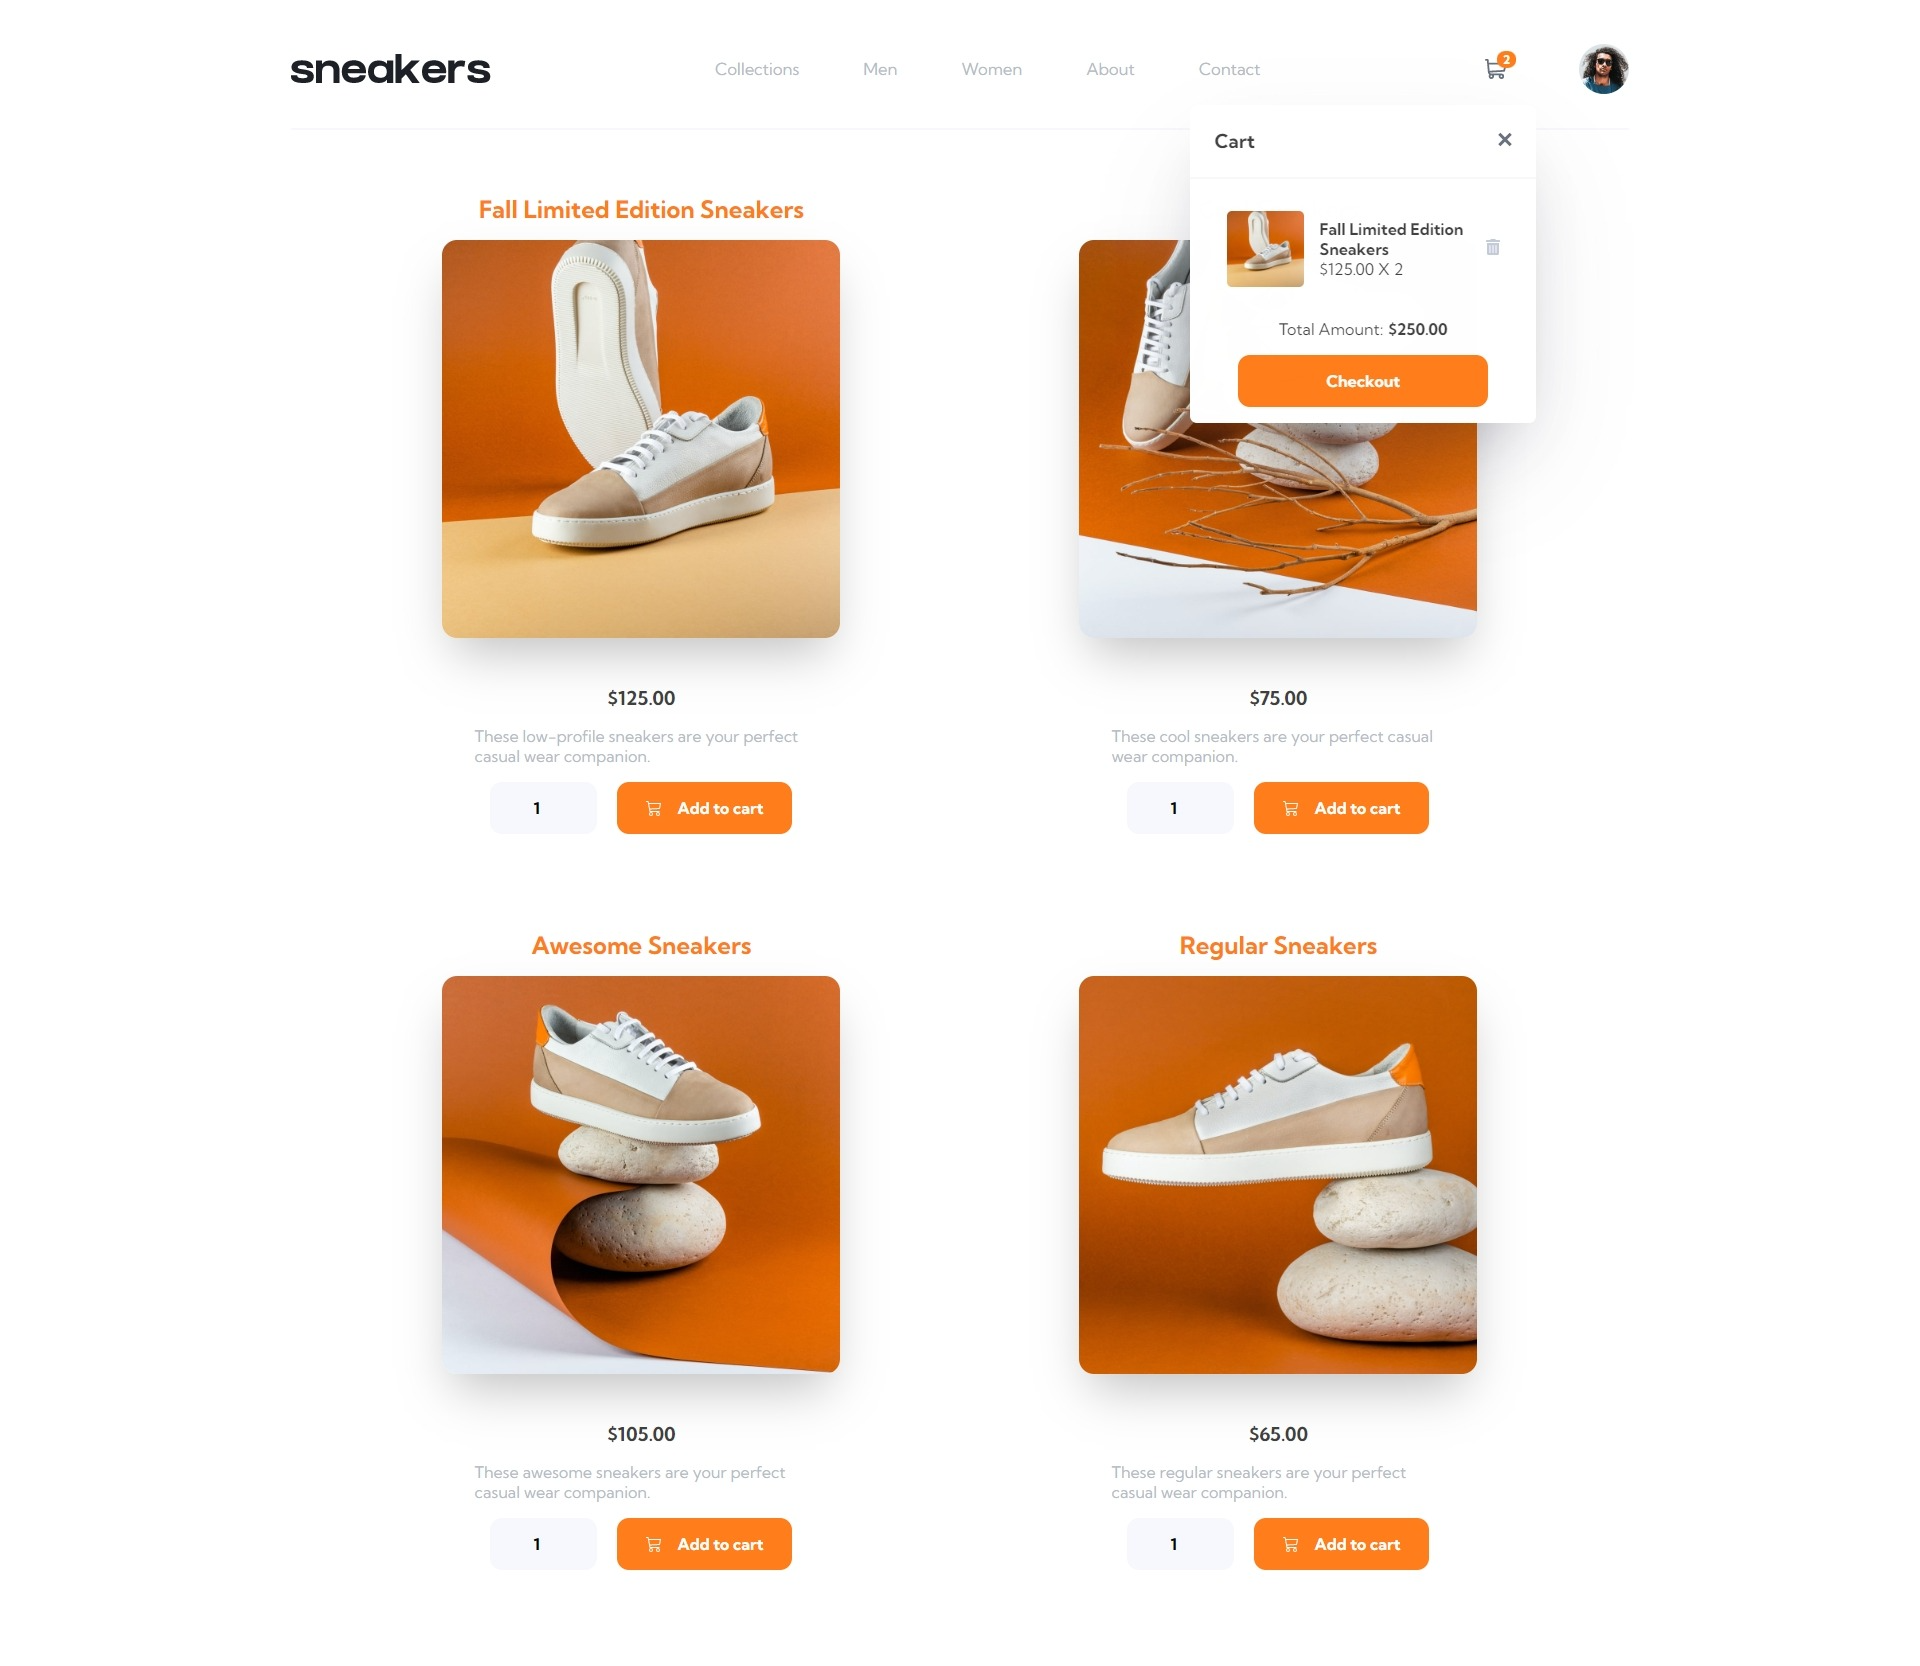 sneakers
Collections
Men
Women
About
Contact
2
Cart
Fall Limited Edition
Sneakers
$125.00 X 2
Total Amount: $250.00
Checkout
Fall Limited Edition Sneakers
$125.00
These low-profile sneakers are your perfect
casual wear companion.
1
Add to cart
$75.00
These cool sneakers are your perfect casual
wear companion.
1
Add to cart
Awesome Sneakers
$105.00
These awesome sneakers are your perfect
casual wear companion.
1
Add to cart
Regular Sneakers
$65.00
These regular sneakers are your perfect
casual wear companion.
1
Add to cart